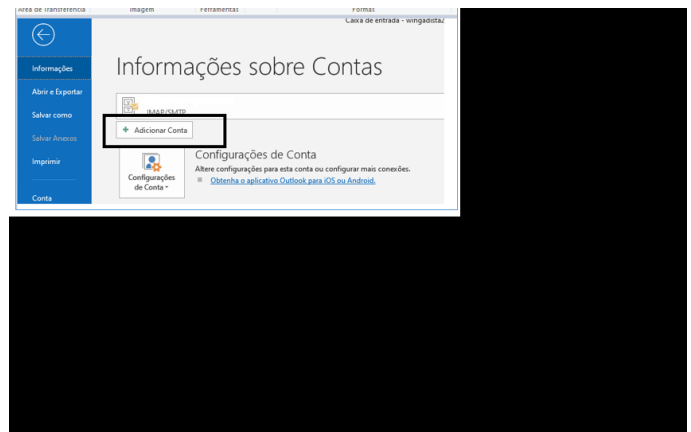 Área de Transferência Imagem Ferramentas Formas
Caixa de entrada - wingadista2
Informações
Informações sobre Contas
Abrir e Exportar
Salvar como
IMAP/SMTP
Salvar Anexos
+ Adicionar Conta
Imprimir
Configurações de Conta
Altere configurações para esta conta ou configurar mais conexões.
Obtenha o aplicativo Outlook para iOS ou Android.
Configurações
de Conta
Conta